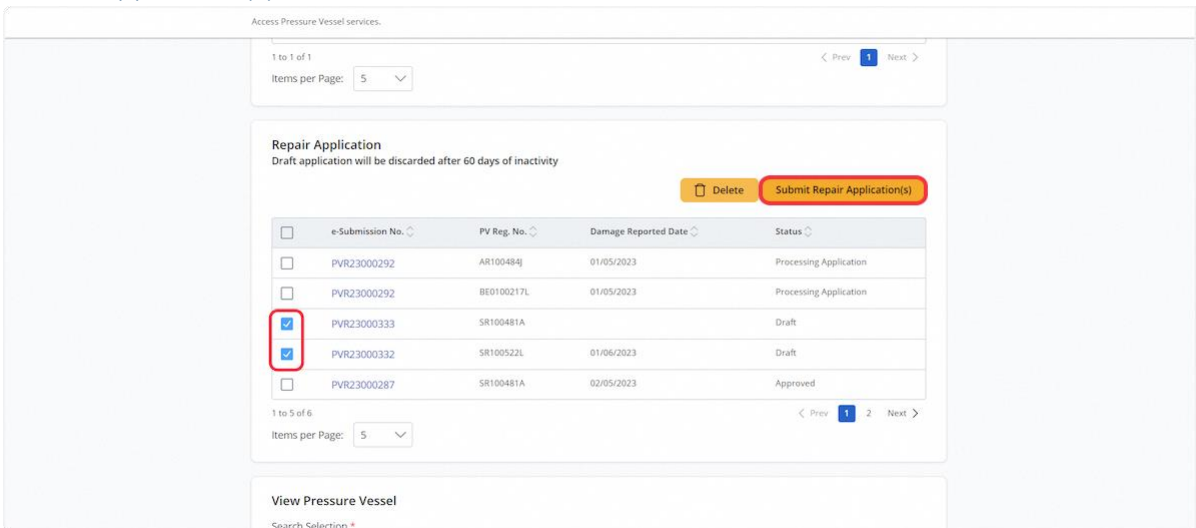 Access Pressure Vessel services.
1 to 1 of 1
Prev 1 Next
Items per Page: 5
Repair Application
Draft application will be discarded after 60 days of inactivity
Delete Submit Repair Application(s)
e-Submission No. PV Reg. No. Damage Reported Date Status
PVR23000292 AR100484J 01/05/2023 Processing Application
PVR23000292 BE0100217L 01/05/2023 Processing Application
PVR23000333 SR100481A Draft
PVR23000332 SR100522L 01/06/2023 Draft
PVR23000287 SR100481A 02/05/2023 Approved
1 to 5 of 6
Prev 1 2 Next
Items per Page: 5
View Pressure Vessel
Search Selection *